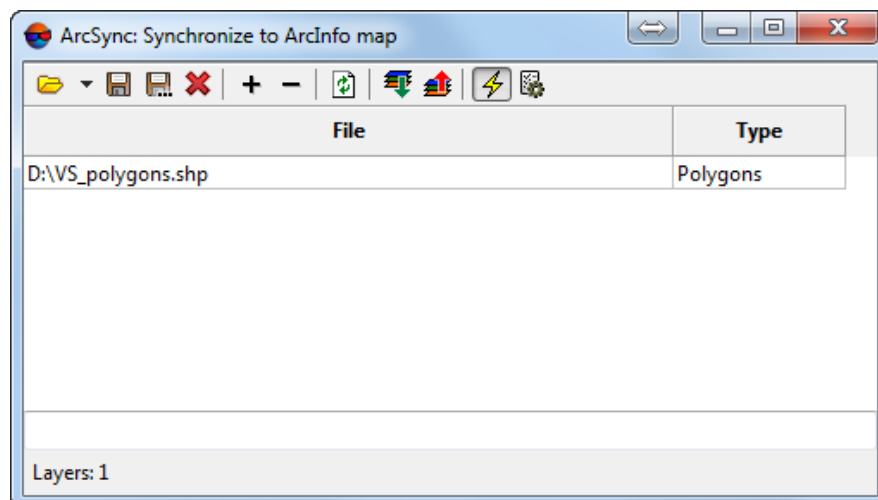 ArcSync: Synchronize to ArcInfo map
File Type
D:\VS_polygons.shp Polygons
Layers: 1